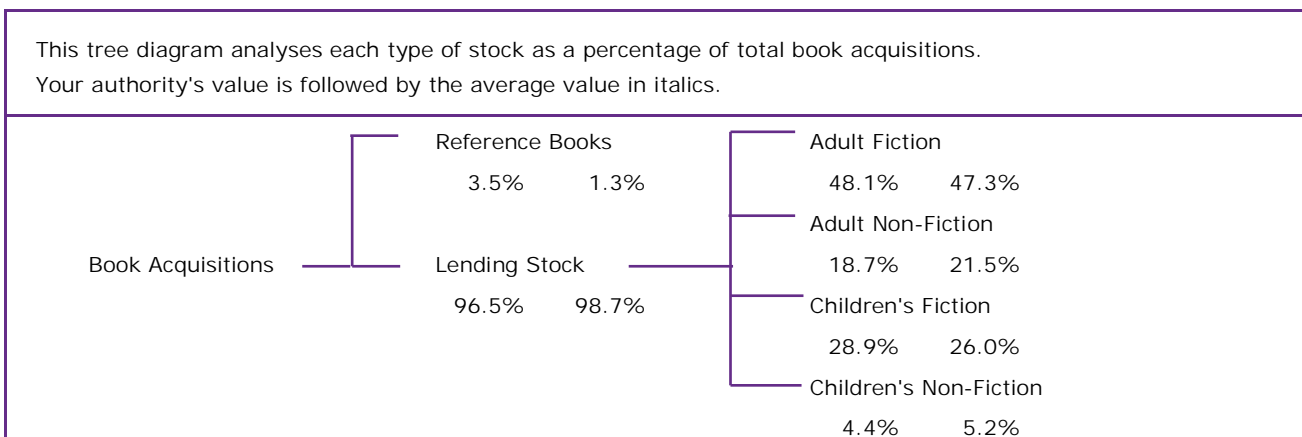 This tree diagram analyses each type of stock as a percentage of total book acquisitions.
Your authority's value is followed by the average value in italics.
Reference Books
3.5% 1.3%
Book Acquisitions
Lending Stock
96.5% 98.7%
Adult Fiction
48.1% 47.3%
Adult Non-Fiction
18.7% 21.5%
Children's Fiction
28.9% 26.0%
Children's Non-Fiction
4.4% 5.2%